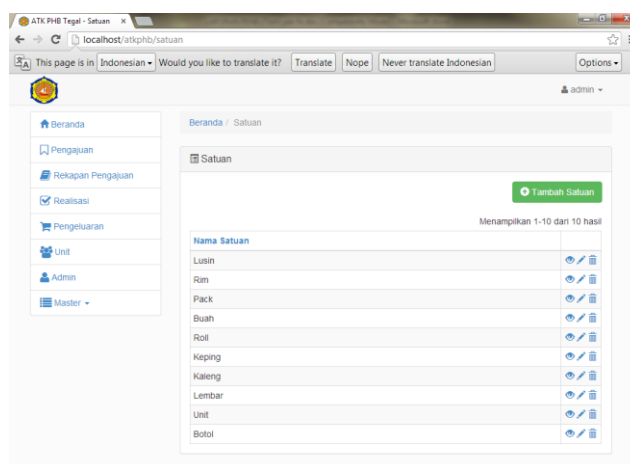 ATK PHB Tegal - Satuan
localhost/atkphb/satuan
This page is in Indonesian Would you like to translate it? Translate Nope Never translate Indonesian Options
admin
Beranda
Pengajuan
Rekapan Pengajuan
Realisasi
Pengeluaran
Unit
Admin
Master
Beranda / Satuan
Satuan
Tambah Satuan
Menampilkan 1-10 dari 10 hasil
Nama Satuan
Lusin
Rim
Pack
Buah
Roll
Keping
Kaleng
Lembar
Unit
Botol